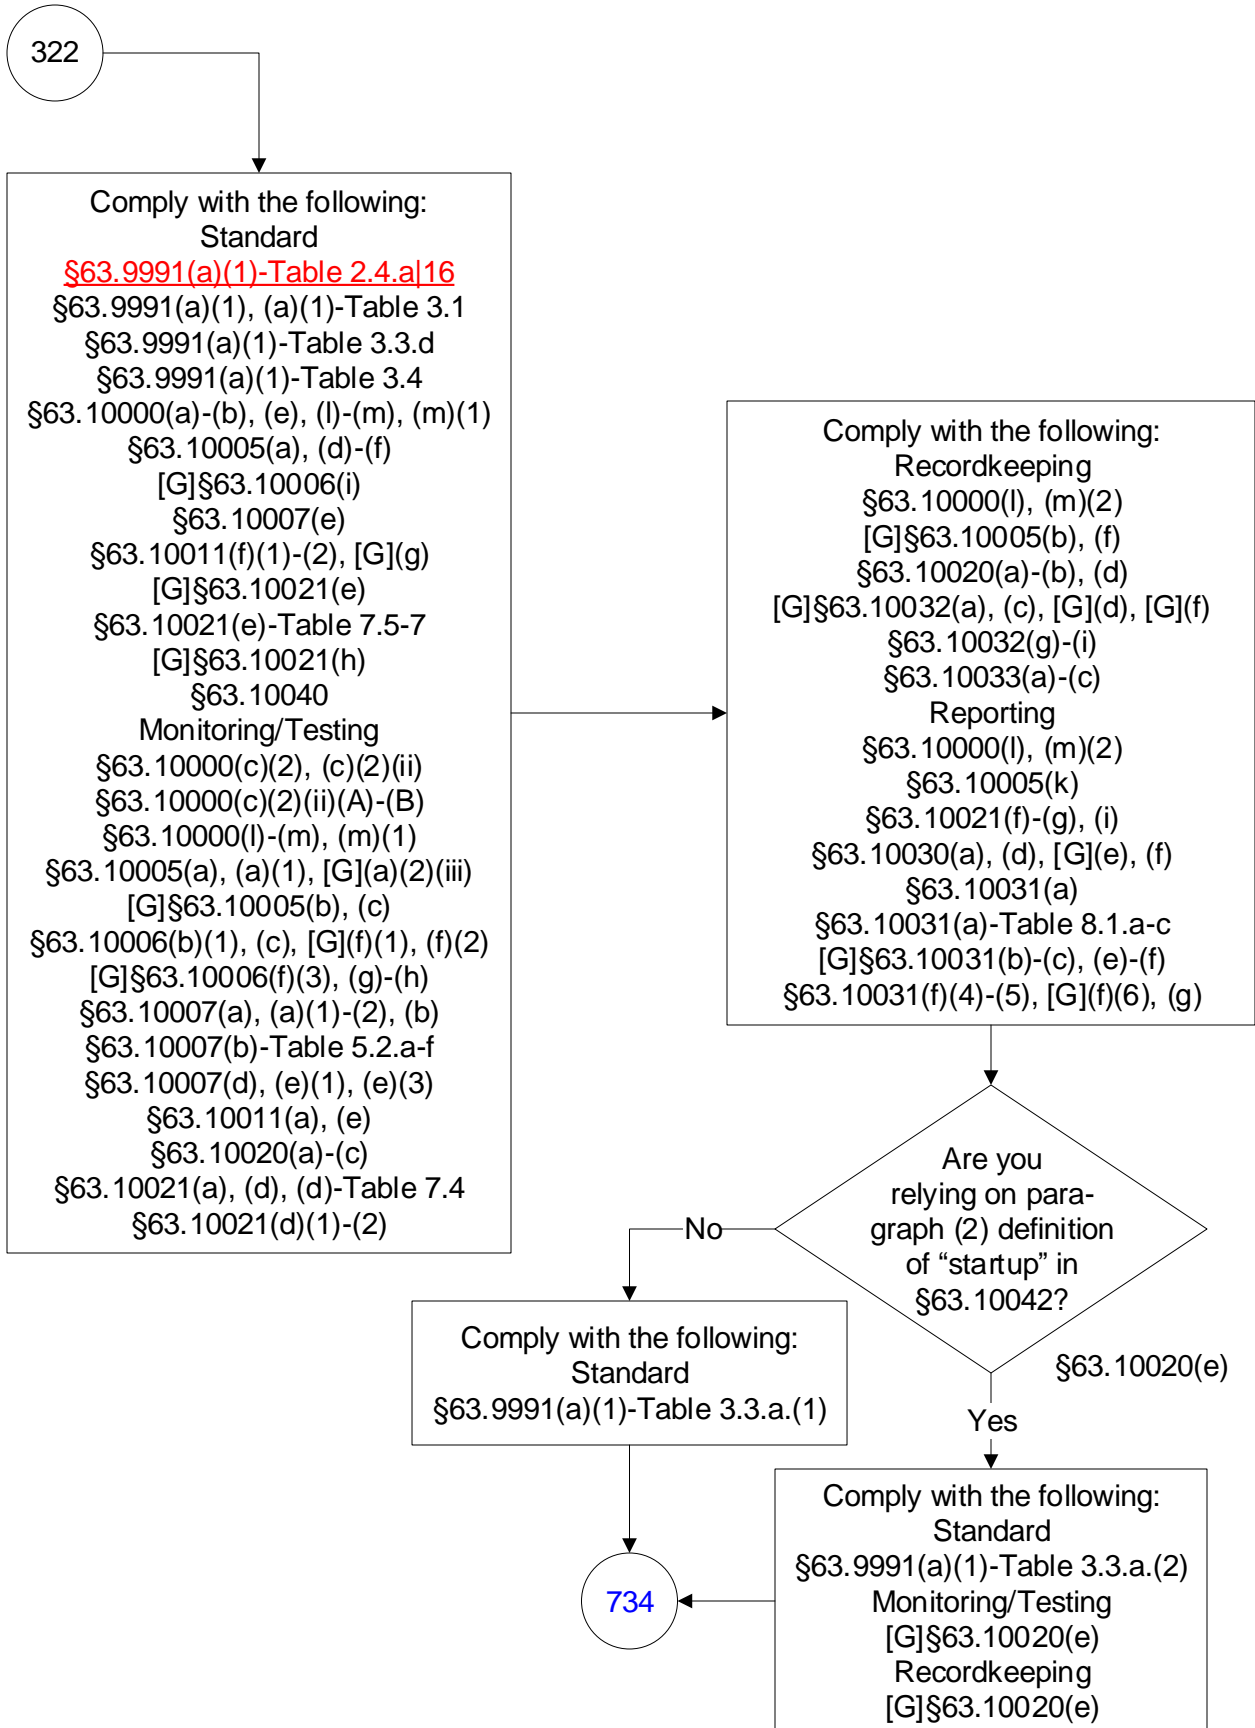 322
Comply with the following:
Standard
§63.9991(a)(1)-Table 2.4.a|16
§63.9991(a)(1), (a)(1)-Table 3.1
§63.9991(a)(1)-Table 3.3.d
§63.9991(a)(1)-Table 3.4
§63.10000(a)-(b), (e), (l)-(m), (m)(1)
§63.10005(a), (d)-(f)
[G]§63.10006(i)
§63.10007(e)
§63.10011(f)(1)-(2), [G](g)
[G]§63.10021(e)
§63.10021(e)-Table 7.5-7
[G]§63.10021(h)
§63.10040
Monitoring/Testing
§63.10000(c)(2), (c)(2)(ii)
§63.10000(c)(2)(ii)(A)-(B)
§63.10000(l)-(m), (m)(1)
§63.10005(a), (a)(1), [G](a)(2)(iii)
[G]§63.10005(b), (c)
§63.10006(b)(1), (c), [G](f)(1), (f)(2)
[G]§63.10006(f)(3), (g)-(h)
§63.10007(a), (a)(1)-(2), (b)
§63.10007(b)-Table 5.2.a-f
§63.10007(d), (e)(1), (e)(3)
§63.10011(a), (e)
§63.10020(a)-(c)
§63.10021(a), (d), (d)-Table 7.4
§63.10021(d)(1)-(2)
Comply with the following:
Recordkeeping
§63.10000(l), (m)(2)
[G]§63.10005(b), (f)
§63.10020(a)-(b), (d)
[G]§63.10032(a), (c), [G](d), [G](f)
§63.10032(g)-(i)
§63.10033(a)-(c)
Reporting
§63.10000(l), (m)(2)
§63.10005(k)
§63.10021(f)-(g), (i)
§63.10030(a), (d), [G](e), (f)
§63.10031(a)
§63.10031(a)-Table 8.1.a-c
[G]§63.10031(b)-(c), (e)-(f)
§63.10031(f)(4)-(5), [G](f)(6), (g)
Are you
relying on para-
graph (2) definition
of “startup” in
§63.10042?
§63.10020(e)
No
Comply with the following:
Standard
§63.9991(a)(1)-Table 3.3.a.(1)
Yes
Comply with the following:
Standard
§63.9991(a)(1)-Table 3.3.a.(2)
Monitoring/Testing
[G]§63.10020(e)
Recordkeeping
[G]§63.10020(e)
734